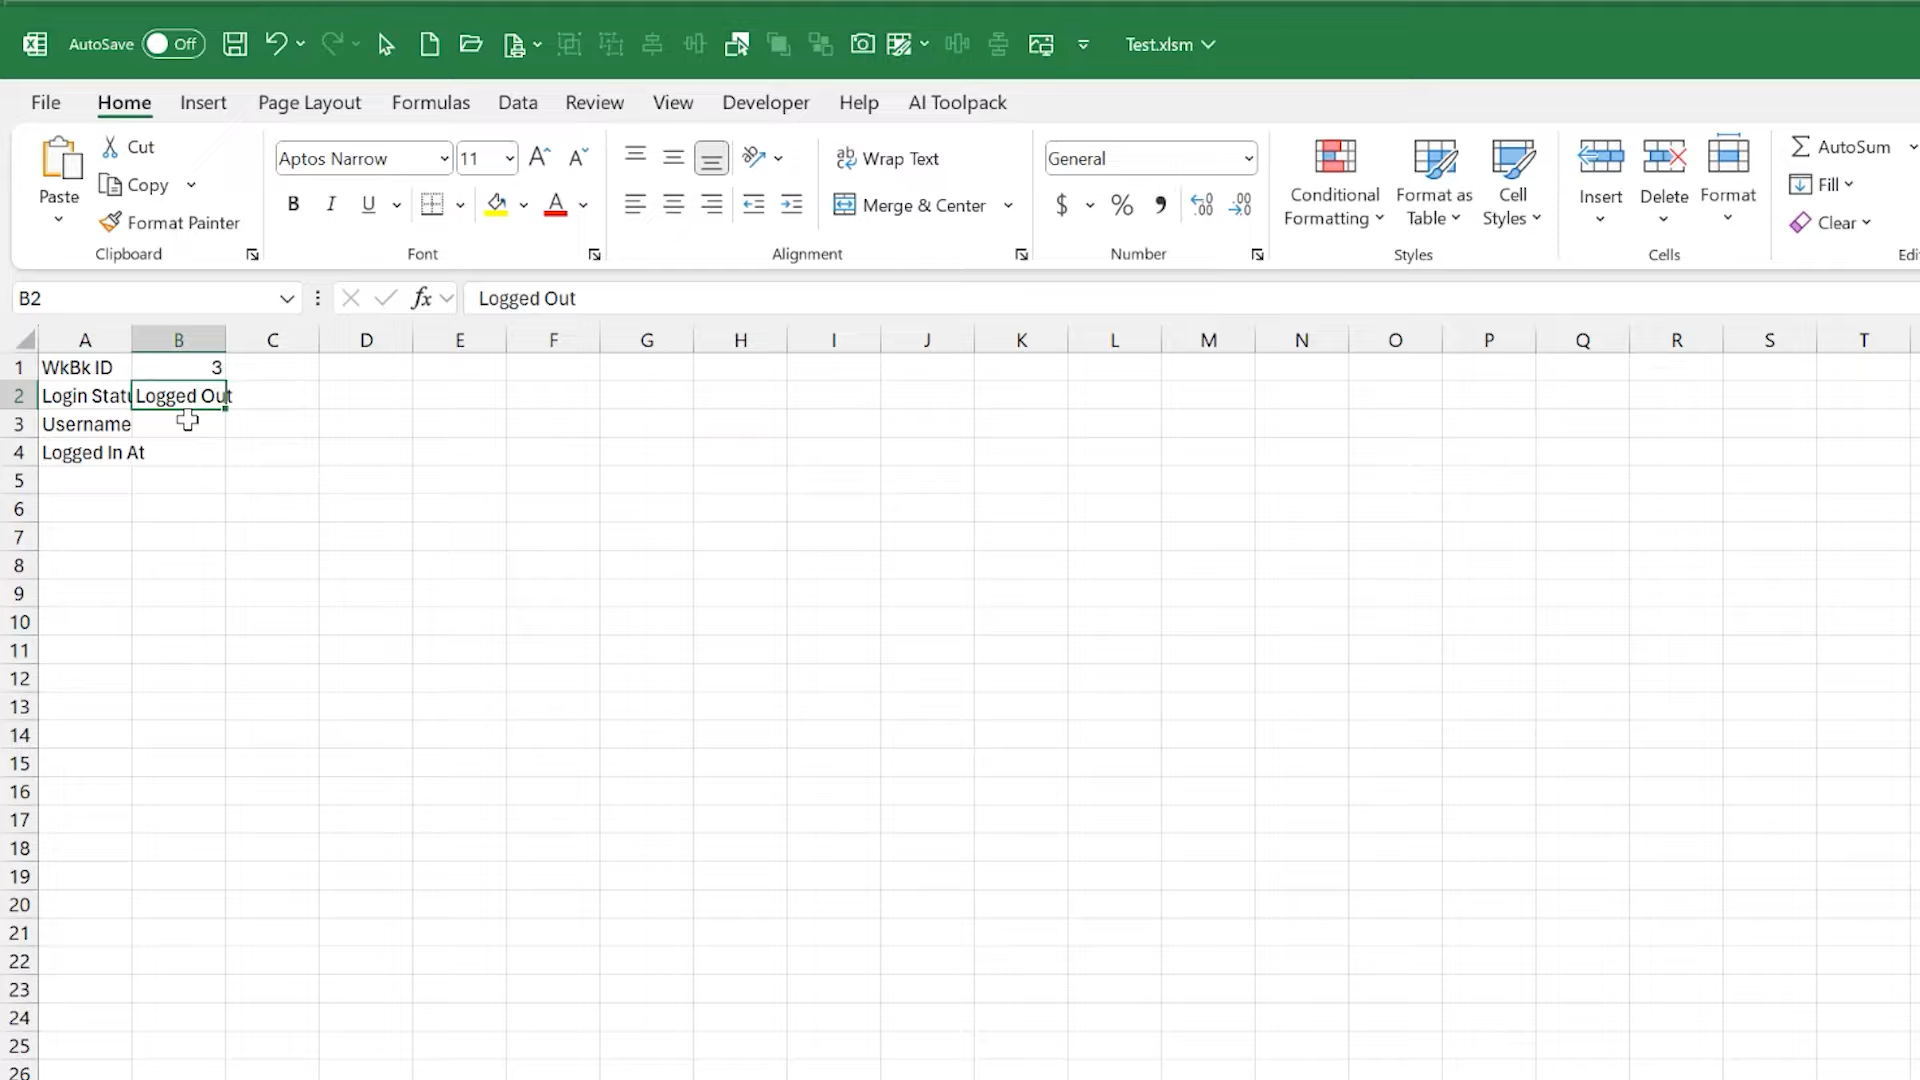 AutoSave Off Test.xlsm
File Home Insert Page Layout Formulas Data Review View Developer Help AI Toolpack
Paste Cut Copy Format Painter
Clipboard
Aptos Narrow 11
B I U
Font
Wrap Text
Merge & Center
Alignment
General
$ % ,
Number
Conditional Formatting
Format as Table
Cell Styles
Styles
Insert Delete Format
Cells
AutoSum
Fill
Clear
Edi
B2 fx Logged Out
A B C D E F G H I J K L M N O P Q R S T
1 WkBk ID 3
2 Login Statu Logged Out
3 Username
4 Logged In At
5
6
7
8
9
10
11
12
13
14
15
16
17
18
19
20
21
22
23
24
25
26